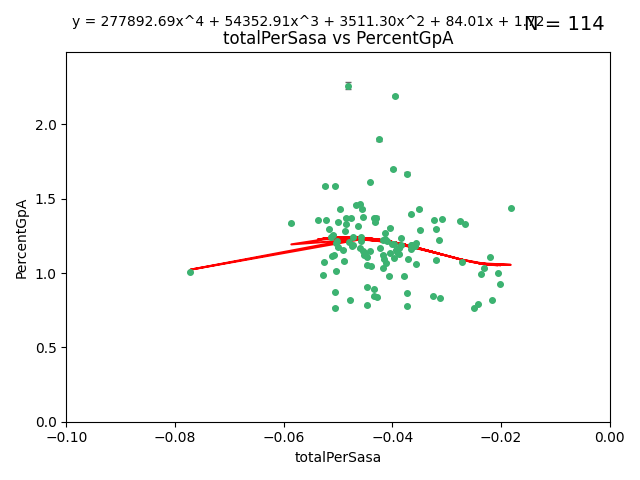 y = 277892.69x^4 + 54352.91x^3 + 3511.30x^2 + 84.01x + 1.72
N = 114
totalPerSasa vs PercentGpA
PercentGpA
2.0
1.5
1.0
0.5
0.0
−0.10 −0.08 −0.06 −0.04 −0.02 0.00
totalPerSasa